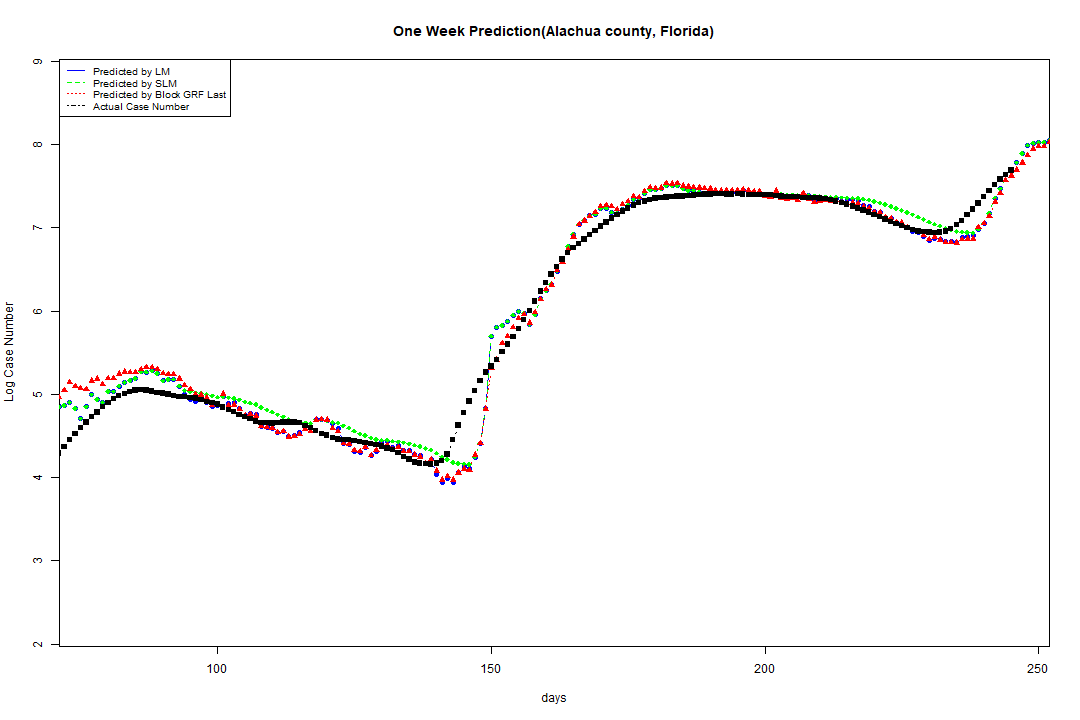 One Week Prediction(Alachua county, Florida)
Predicted by LM
Predicted by SLM
Predicted by Block GRF Last
Actual Case Number
9
8
7
6
5
4
3
2
Log Case Number
100 150 200 250
days